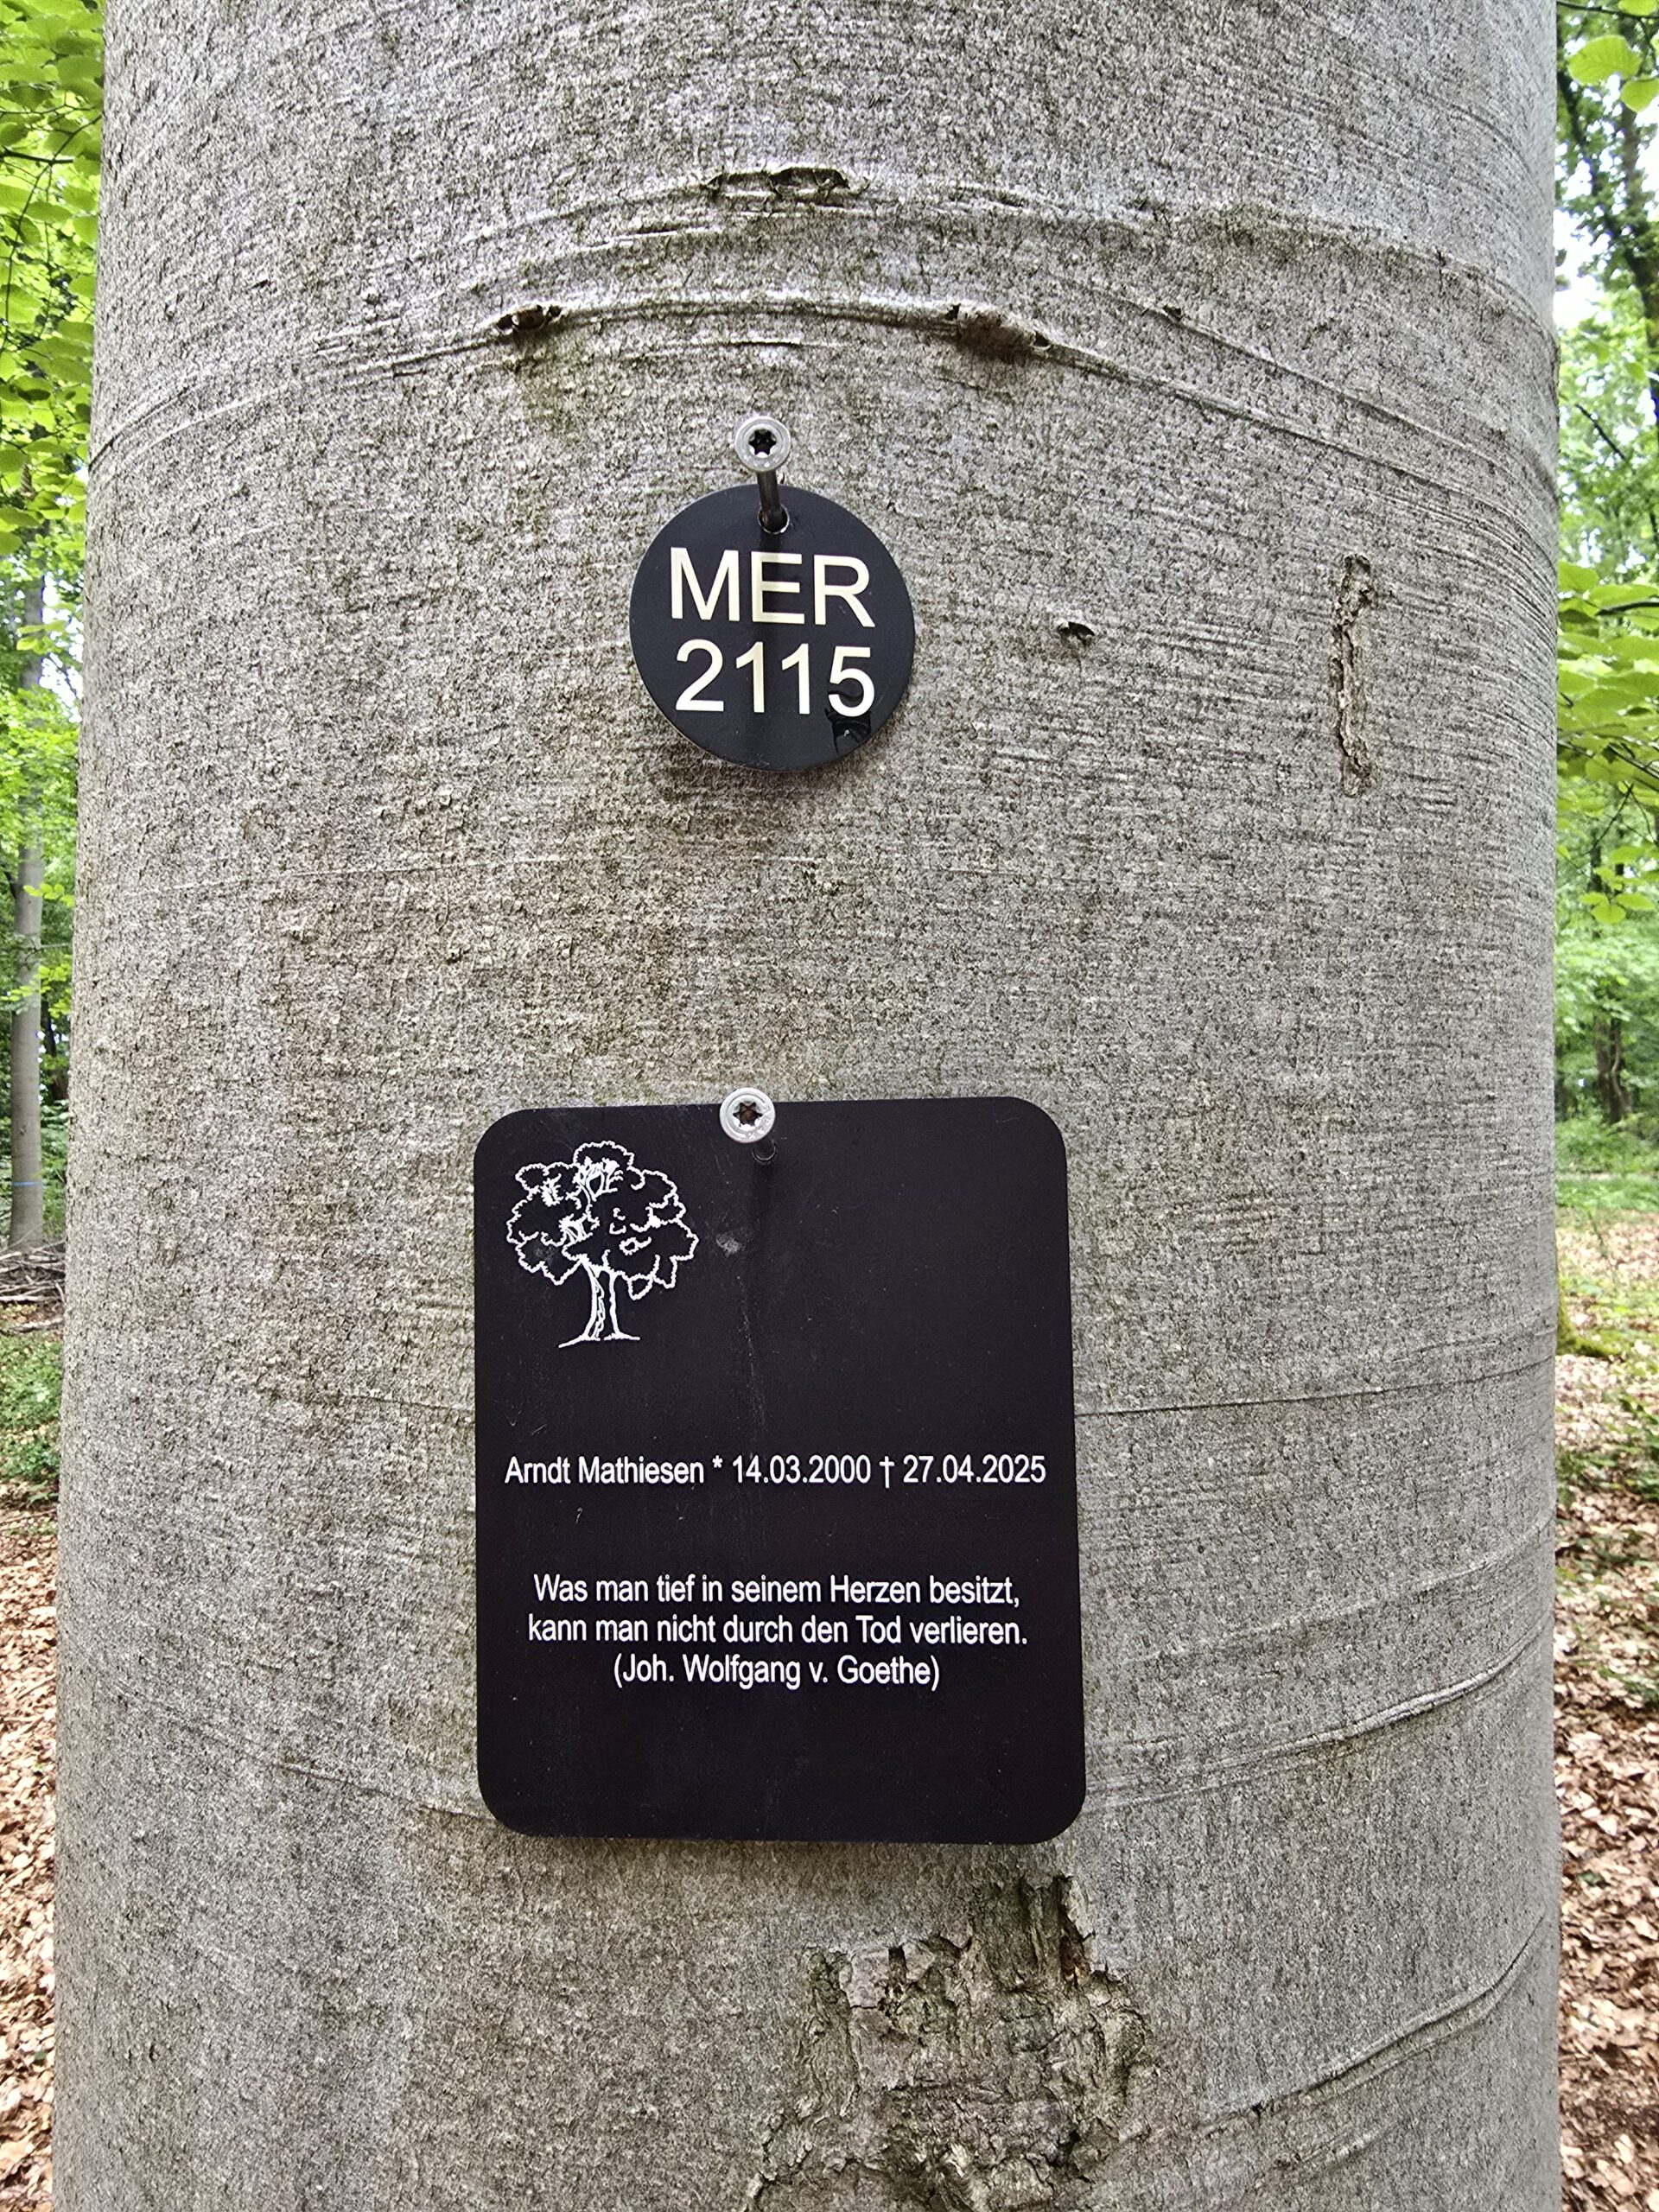 MER
2115
Arndt Mathiesen * 14.03.2000 † 27.04.2025
Was man tief in seinem Herzen besitzt,
kann man nicht durch den Tod verlieren.
(Joh. Wolfgang v. Goethe)